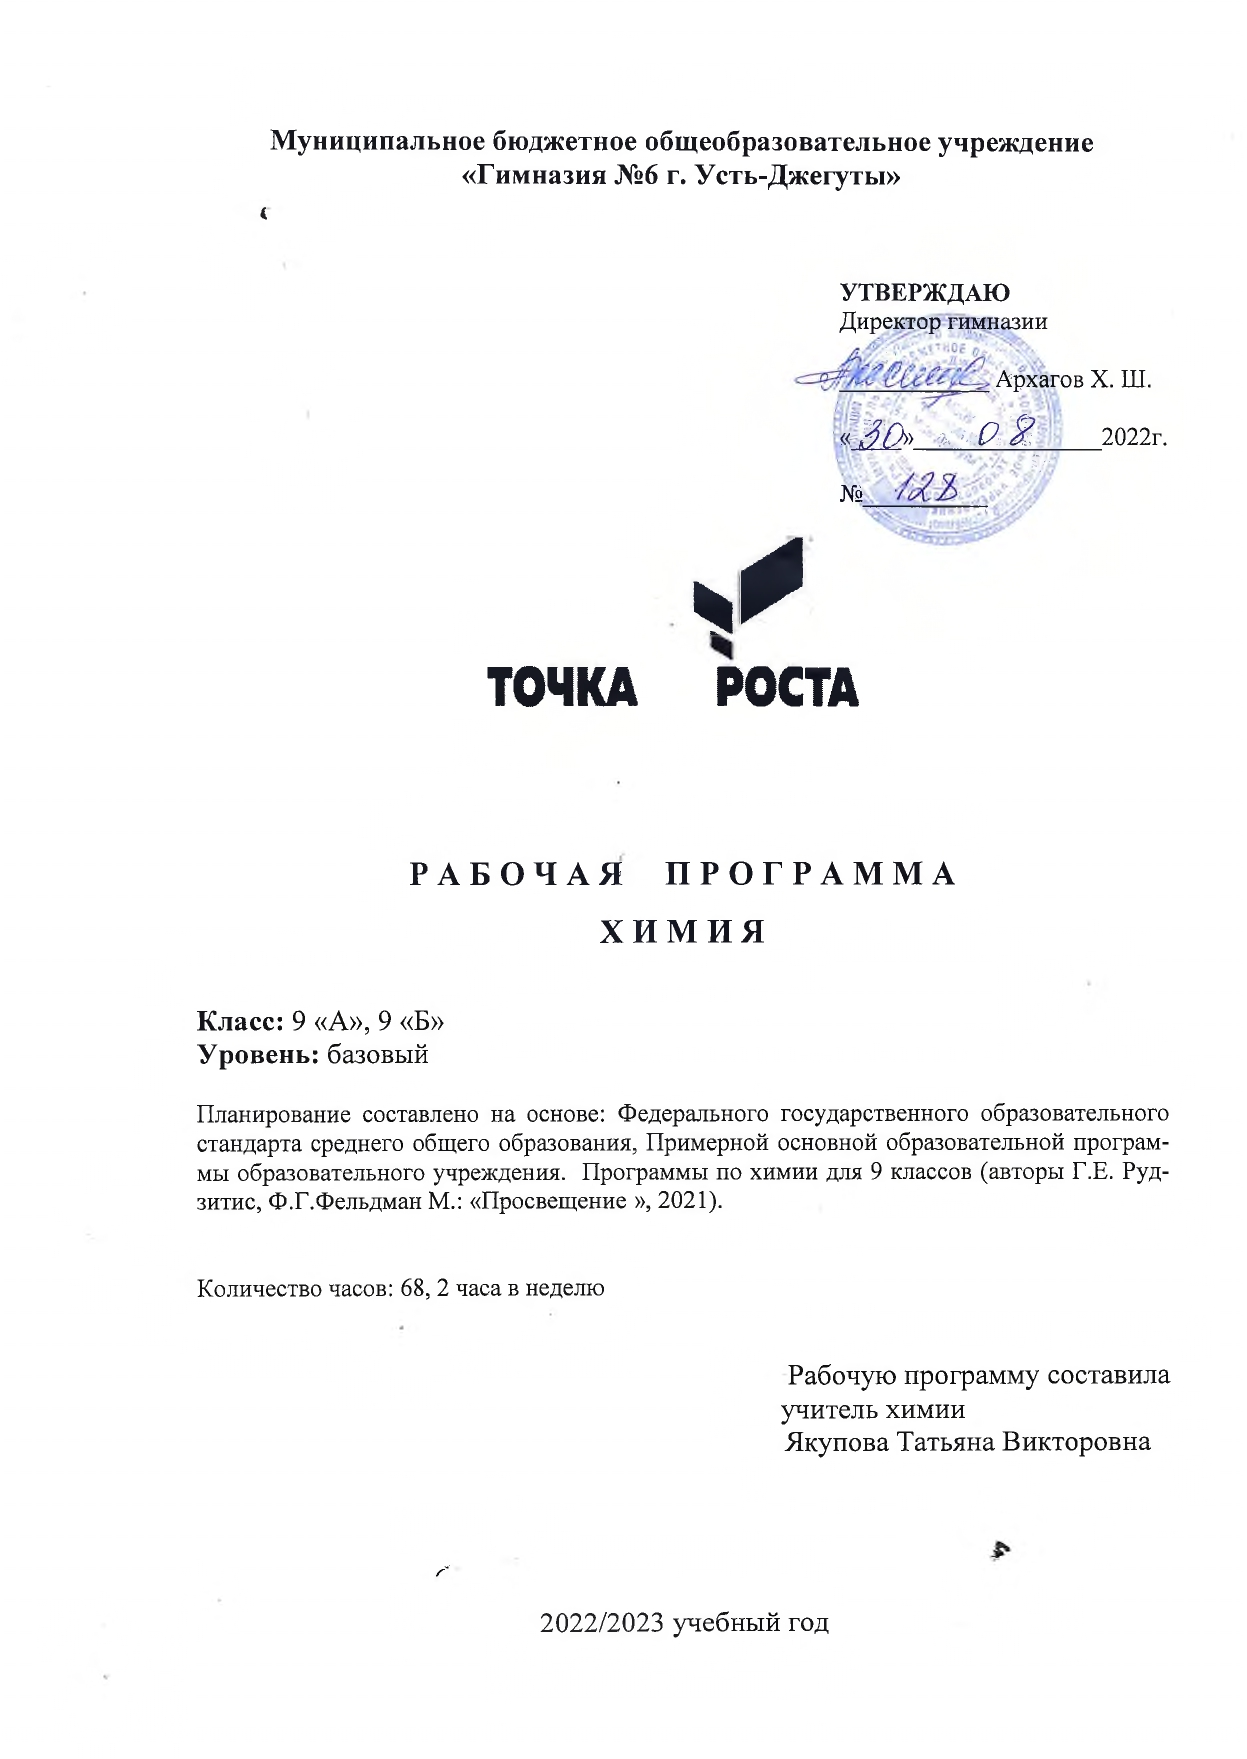 Муниципальное бюджетное общеобразовательное учреждение
«Гимназия №6 г. Усть-Джегуты»
УТВЕРЖДАЮ
Директор гимназии
____________ Архагов Х. Ш.
«30» 08 2022г.
№ 128
ТОЧКА РОСТА
Р А Б О Ч А Я П Р О Г Р А М М А
Х И М И Я
Класс: 9 «А», 9 «Б»
Уровень: базовый
Планирование составлено на основе: Федерального государственного образовательного
стандарта среднего общего образования, Примерной основной образовательной програм-
мы образовательного учреждения. Программы по химии для 9 классов (авторы Г.Е. Руд-
зитис, Ф.Г.Фельдман М.: «Просвещение », 2021).
Количество часов: 68, 2 часа в неделю
Рабочую программу составила
учитель химии
Якупова Татьяна Викторовна
2022/2023 учебный год